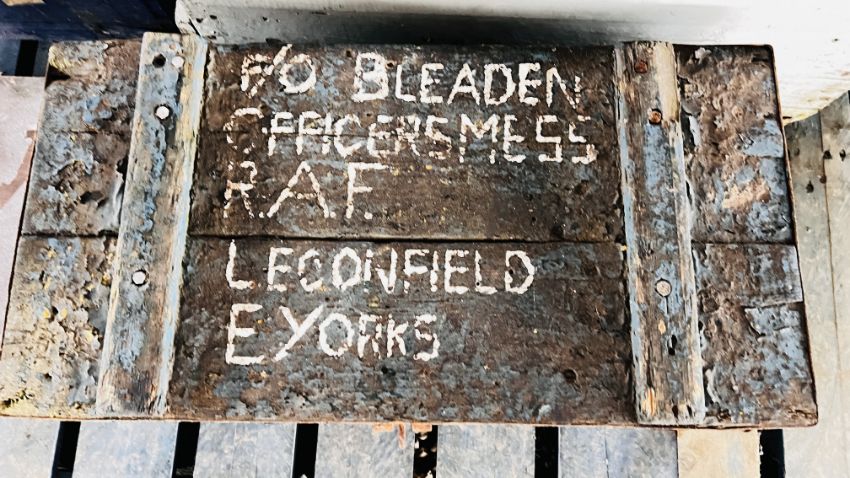 F/O BLEADEN
OFFICERS MESS
R.A.F.
LECONFIELD
E YORKS